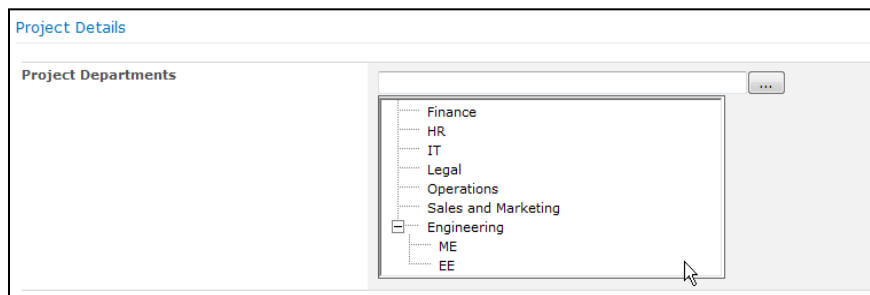 Project Details
Project Departments
...
Finance
HR
IT
Legal
Operations
Sales and Marketing
Engineering
ME
EE